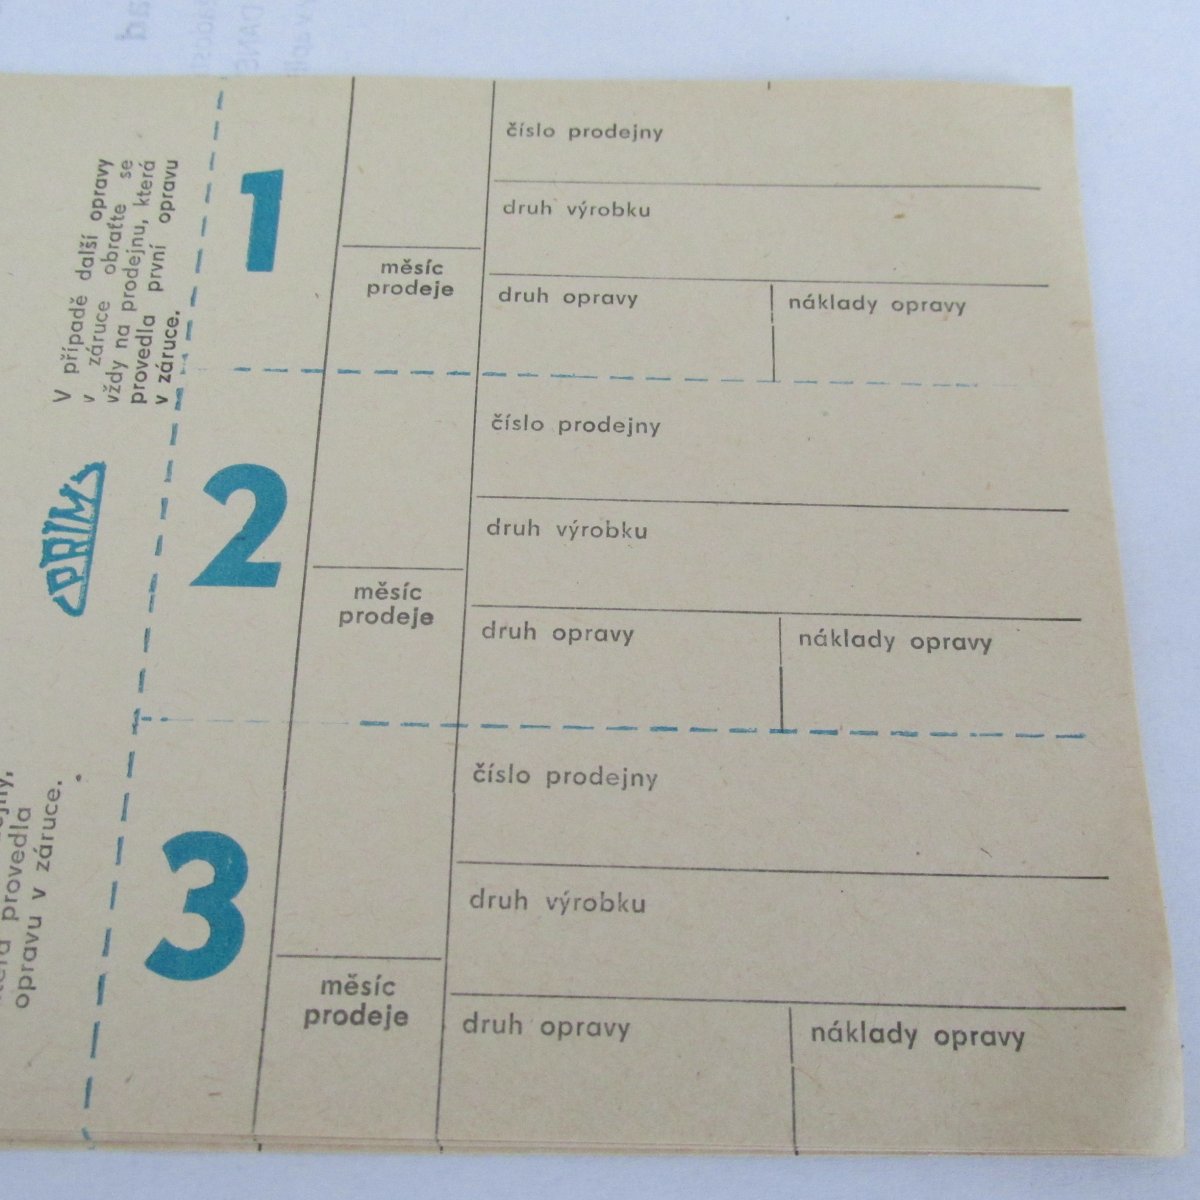 V případě další opravy
v záruce obraťte se
vždy na prodejnu, která
provedla první opravu
v záruce.
PRIM
provedla
opravu v záruce.
1
měsíc
prodeje
číslo prodejny
druh výrobku
druh opravy
náklady opravy
2
měsíc
prodeje
číslo prodejny
druh výrobku
druh opravy
náklady opravy
3
měsíc
prodeje
číslo prodejny
druh výrobku
druh opravy
náklady opravy